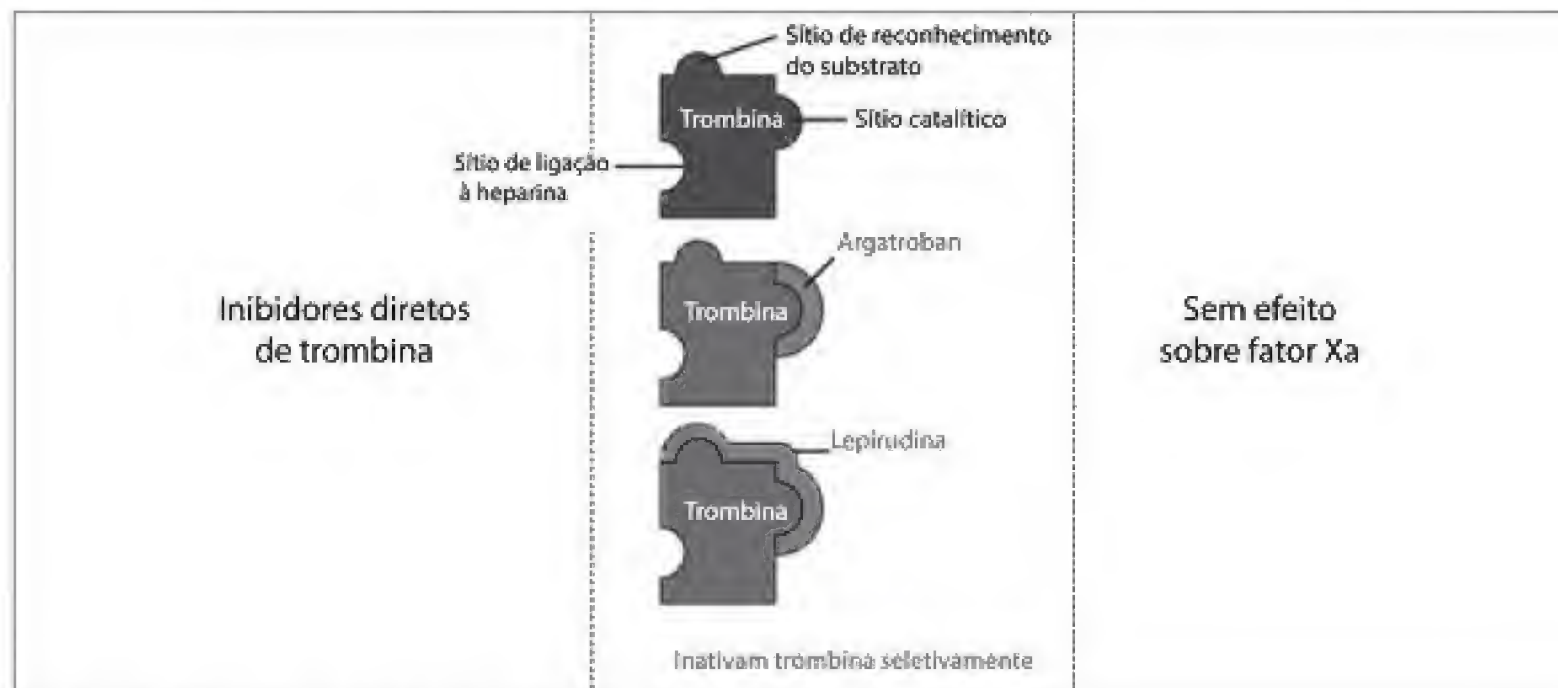 Inibidores diretos
de trombina
Sítio de reconhecimento
do substrato
Trombina
Sítio catalítico
Sítio de ligação
à heparina
Argatroban
Trombina
Lepirudina
Trombina
Inativam trombina seletivamente
Sem efeito
sobre fator Xa